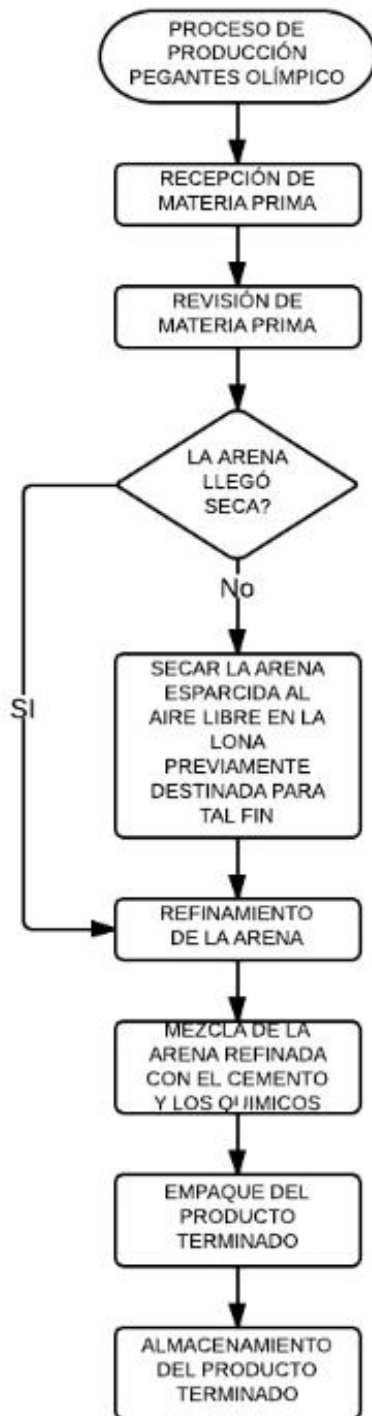 PROCESO DE
PRODUCCIÓN
PEGANTES OLÍMPICO
RECEPCIÓN DE
MATERIA PRIMA
REVISIÓN DE
MATERIA PRIMA
LA ARENA
LLEGÓ
SECA?
No
SECAR LA ARENA
ESPARCIDA AL
AIRE LIBRE EN LA
LONA
PREVIAMENTE
DESTINADA PARA
TAL FIN
SI
REFINAMIENTO
DE LA ARENA
MEZCLA DE LA
ARENA REFINADA
CON EL CEMENTO
Y LOS QUIMICOS
EMPAQUE DEL
PRODUCTO
TERMINADO
ALMACENAMIENTO
DEL PRODUCTO
TERMINADO